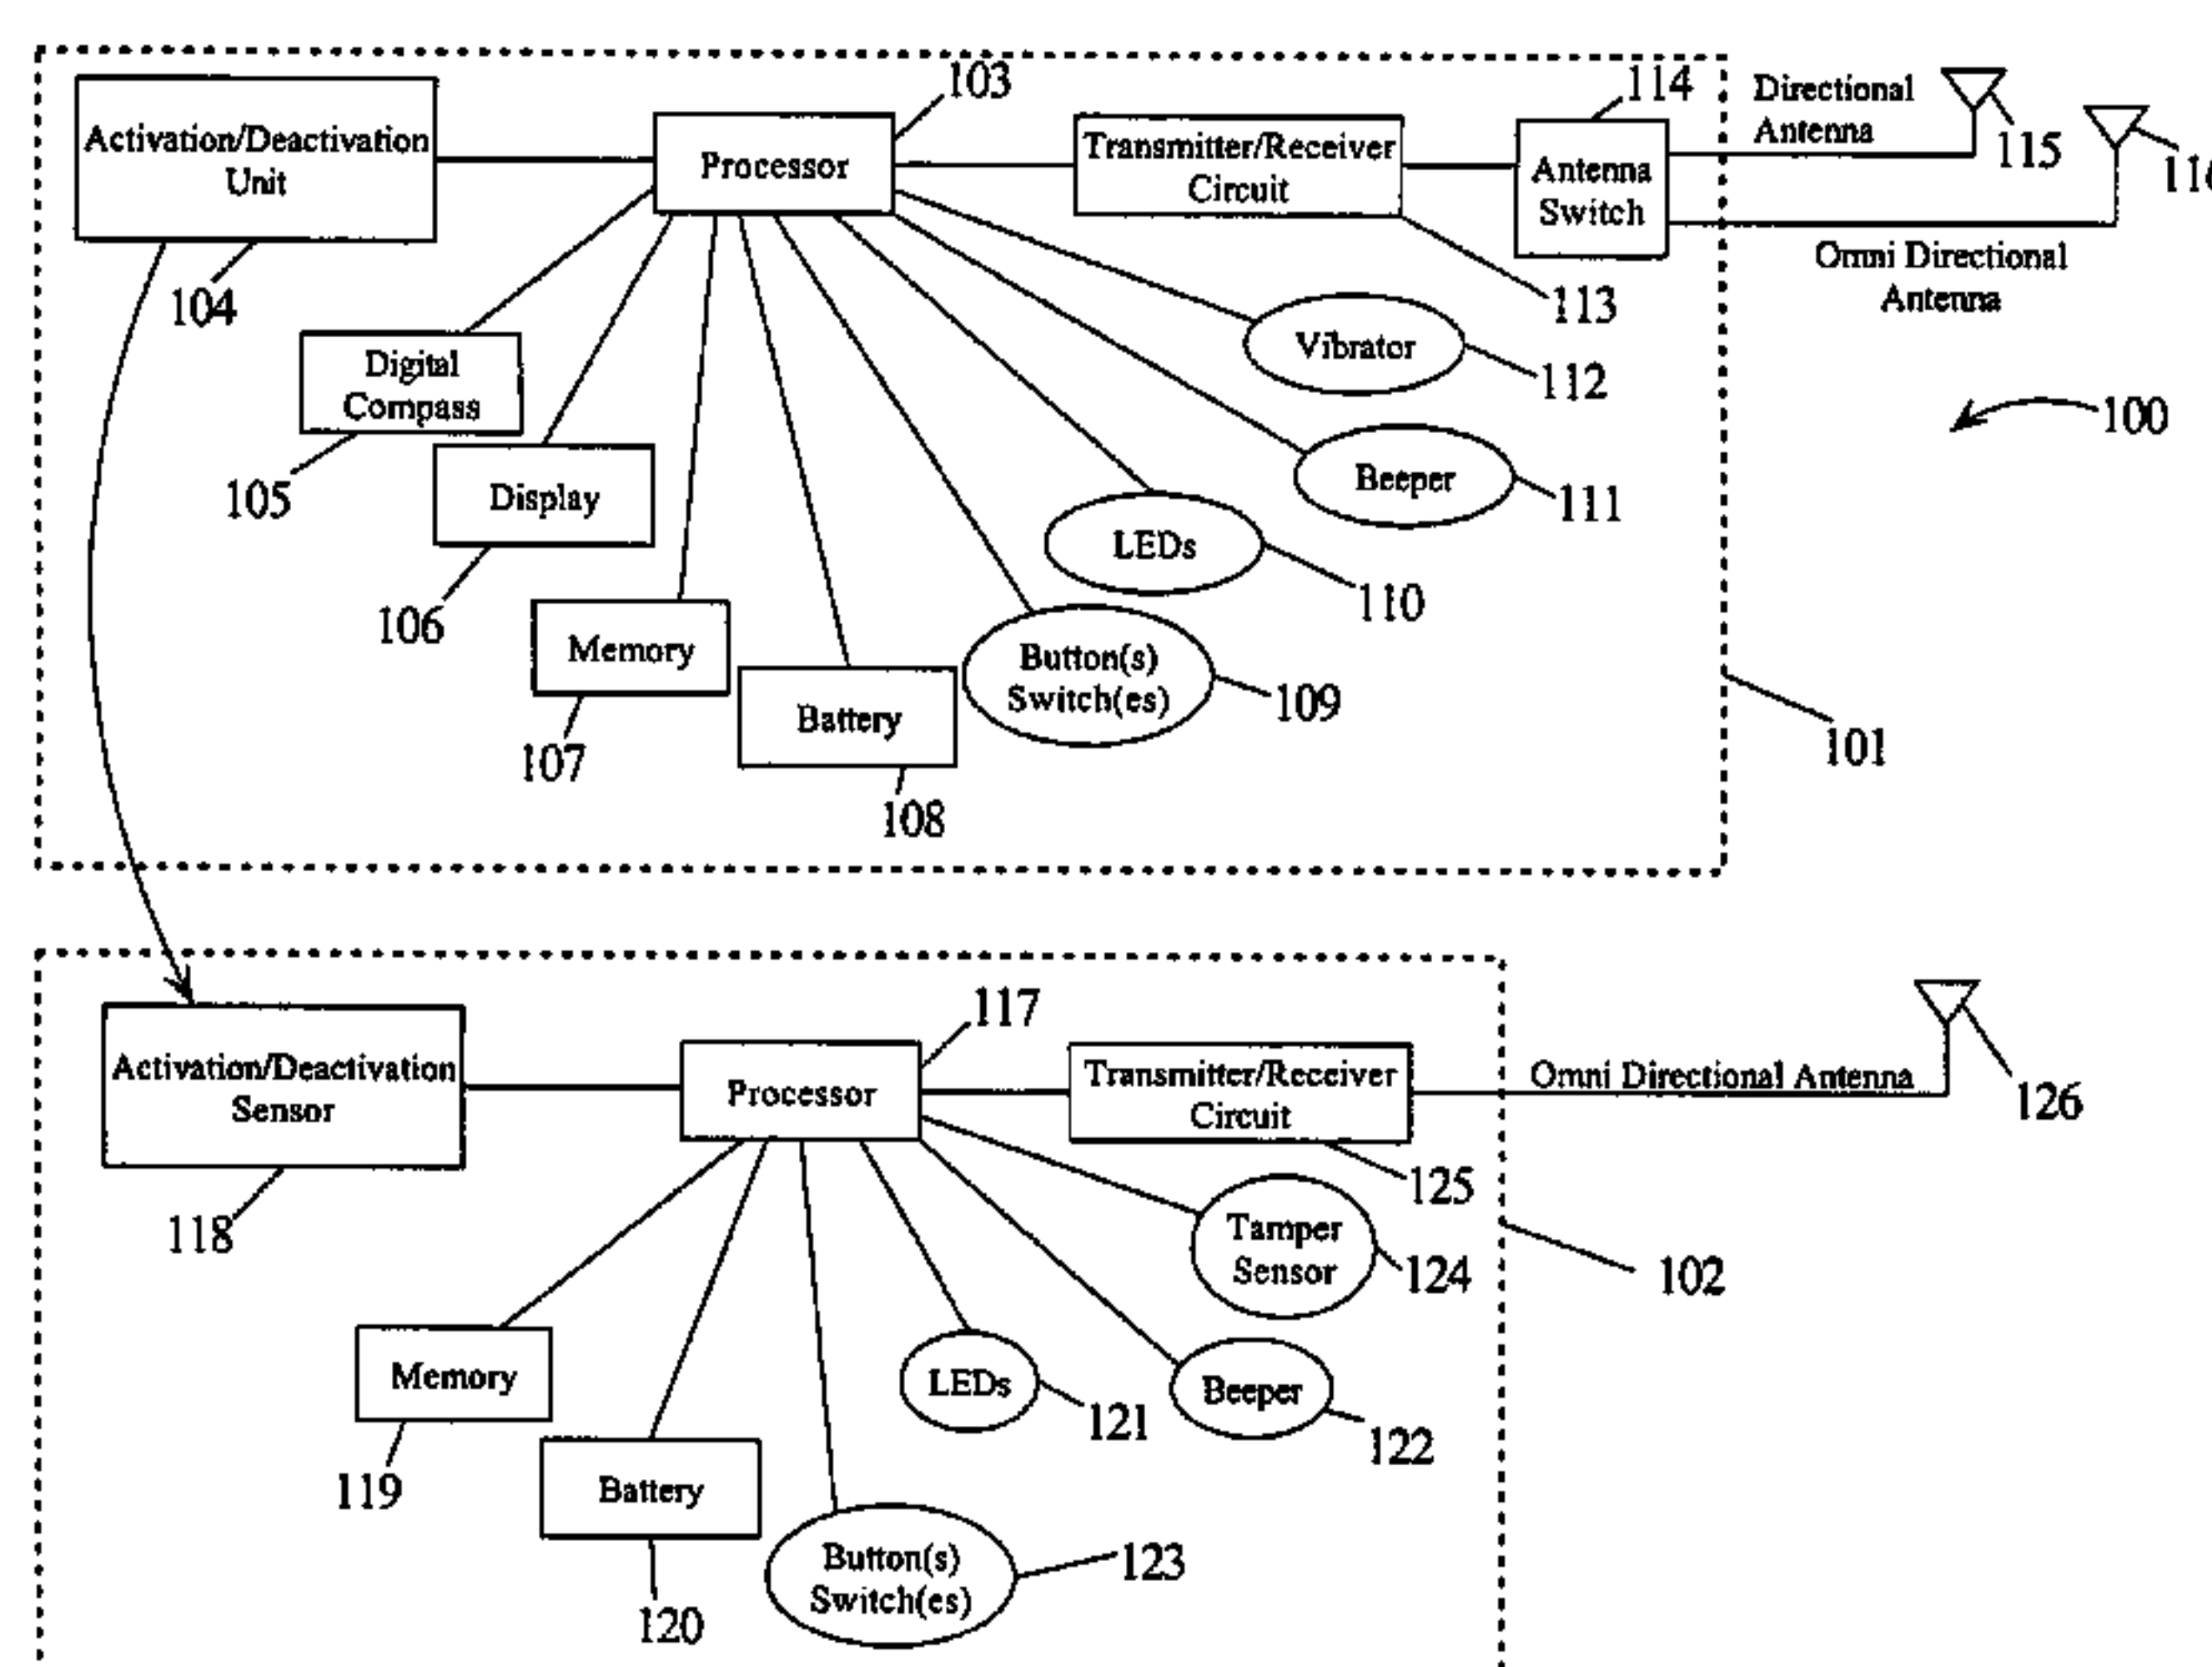 103
114
Directional
Antenna
115
116
Activation/Deactivation
Unit
Processor
Transmitter/Receiver
Circuit
Antenna
Switch
Omni Directional
Antenna
104
113
Digital
Compass
Vibrator
112
100
105
Display
Beeper
111
106
LEDs
110
Memory
Button(s)
Switch(es)
109
107
Battery
108
101
117
Activation/Deactivation
Sensor
Processor
Transmitter/Receiver
Circuit
Omni Directional Antenna
126
118
125
Tamper
Sensor
124
102
Memory
LEDs
Beeper
121
122
119
Battery
Button(s)
Switch(es)
123
120